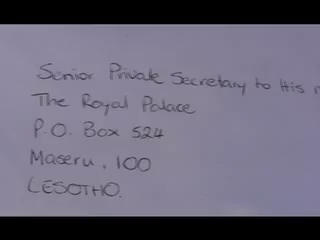 Senior Private Secretary to His
The Royal Palace
P.O. Box 524
Maseru. 100
LESOTHO.